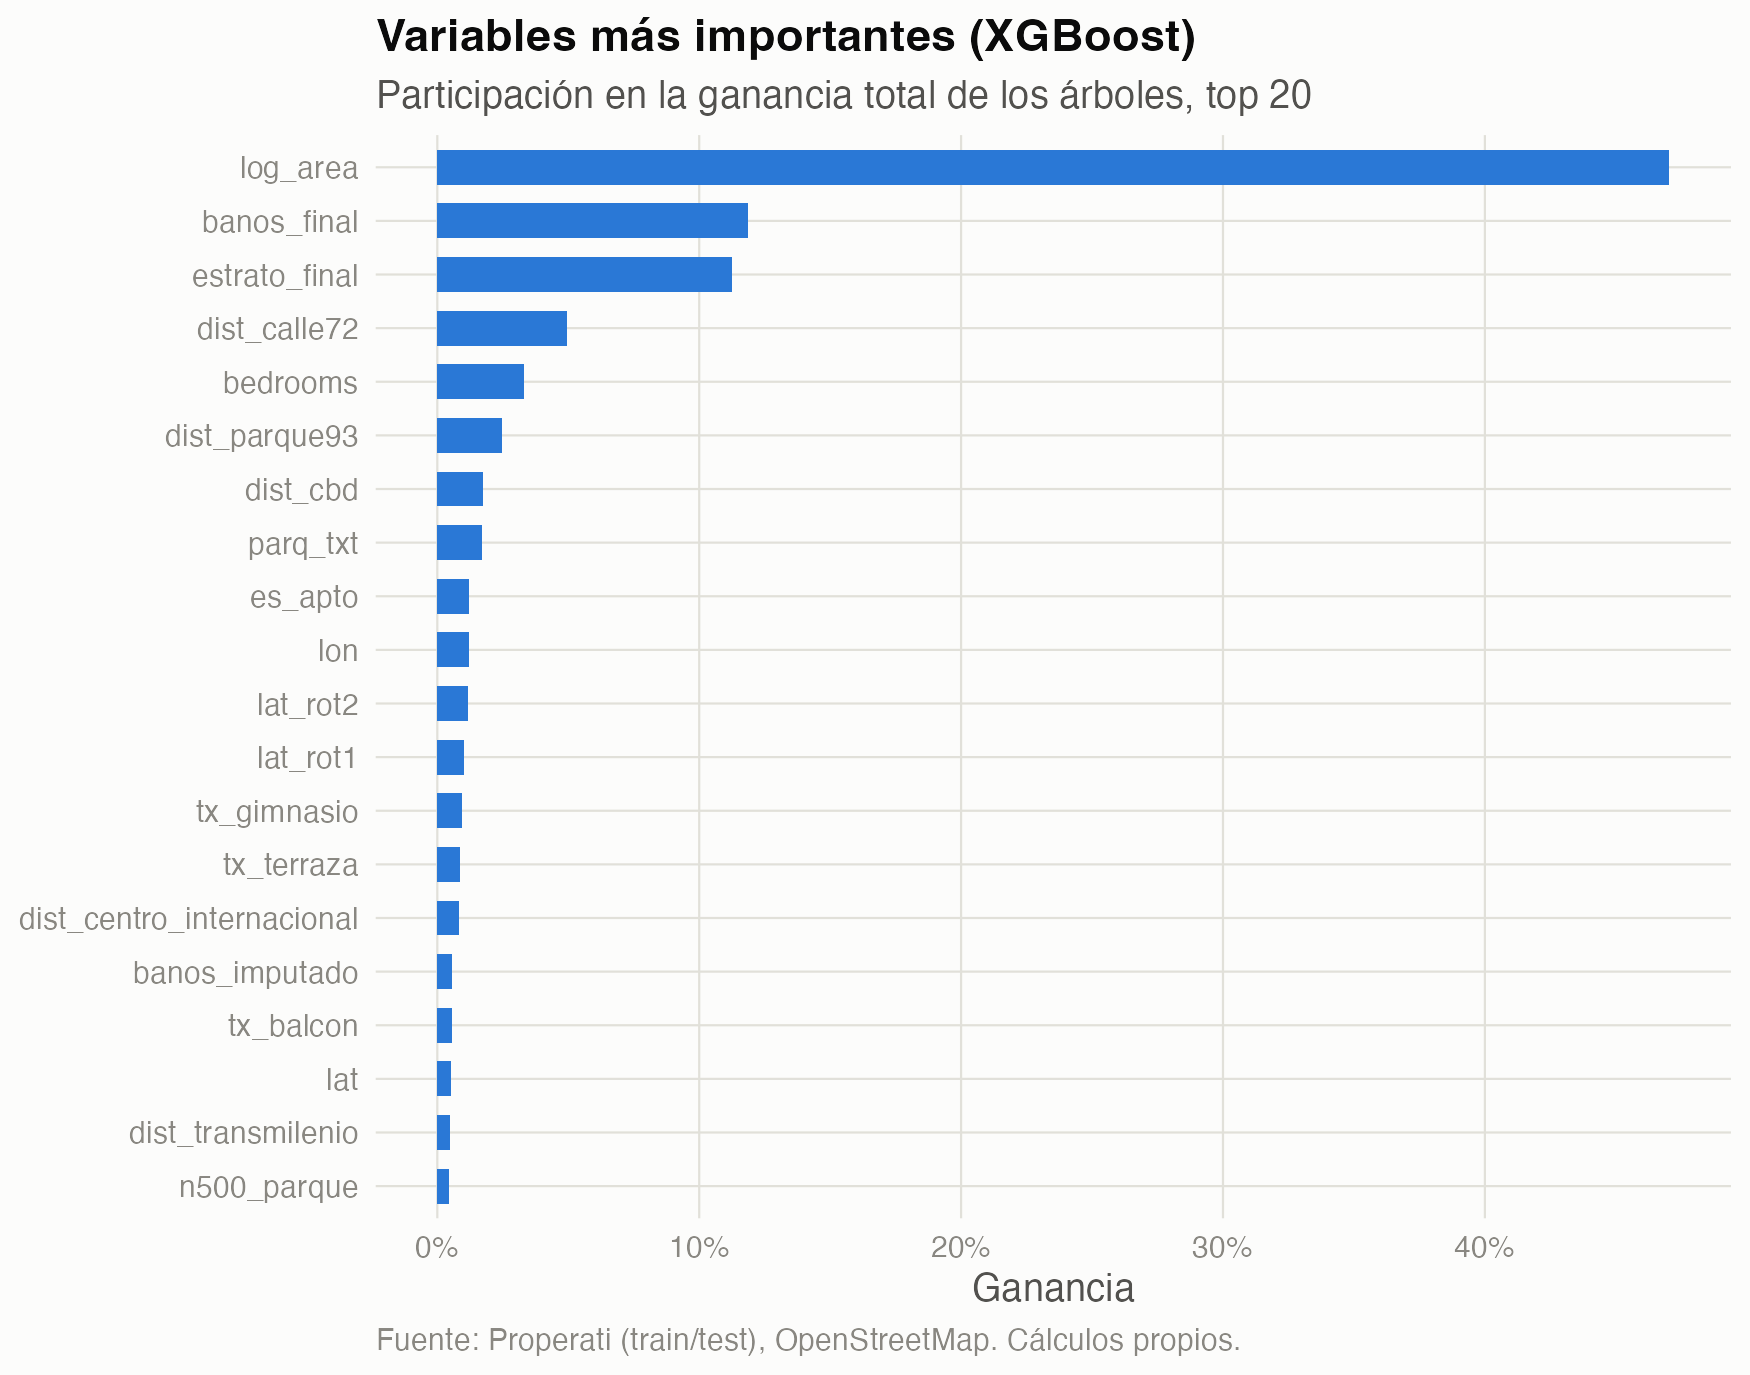 Variables más importantes (XGBoost)
Participación en la ganancia total de los árboles, top 20
log_area
banos_final
estrato_final
dist_calle72
bedrooms
dist_parque93
dist_cbd
parq_txt
es_apto
lon
lat_rot2
lat_rot1
tx_gimnasio
tx_terraza
dist_centro_internacional
banos_imputado
tx_balcon
lat
dist_transmilenio
n500_parque
0% 10% 20% 30% 40%
Ganancia
Fuente: Properati (train/test), OpenStreetMap. Cálculos propios.